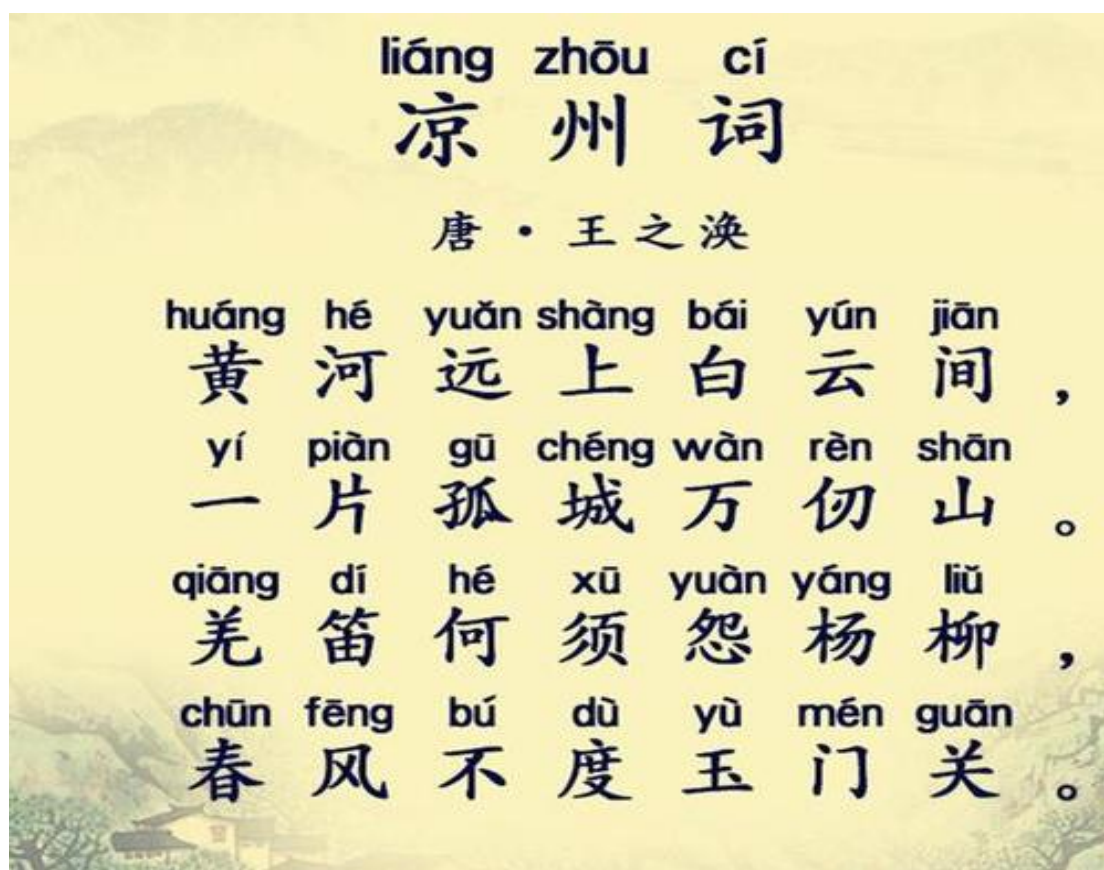 liáng zhōu cí
凉州词
唐·王之涣
huáng hé yuǎn shàng bái yún jiān
黄河远上白云间，
yí piàn gū chéng wàn rèn shān
一片孤城万仞山。
qiāng dí hé xū yuàn yáng liǔ
羌笛何须怨杨柳，
chūn fēng bú dù yù mén guān
春风不度玉门关。